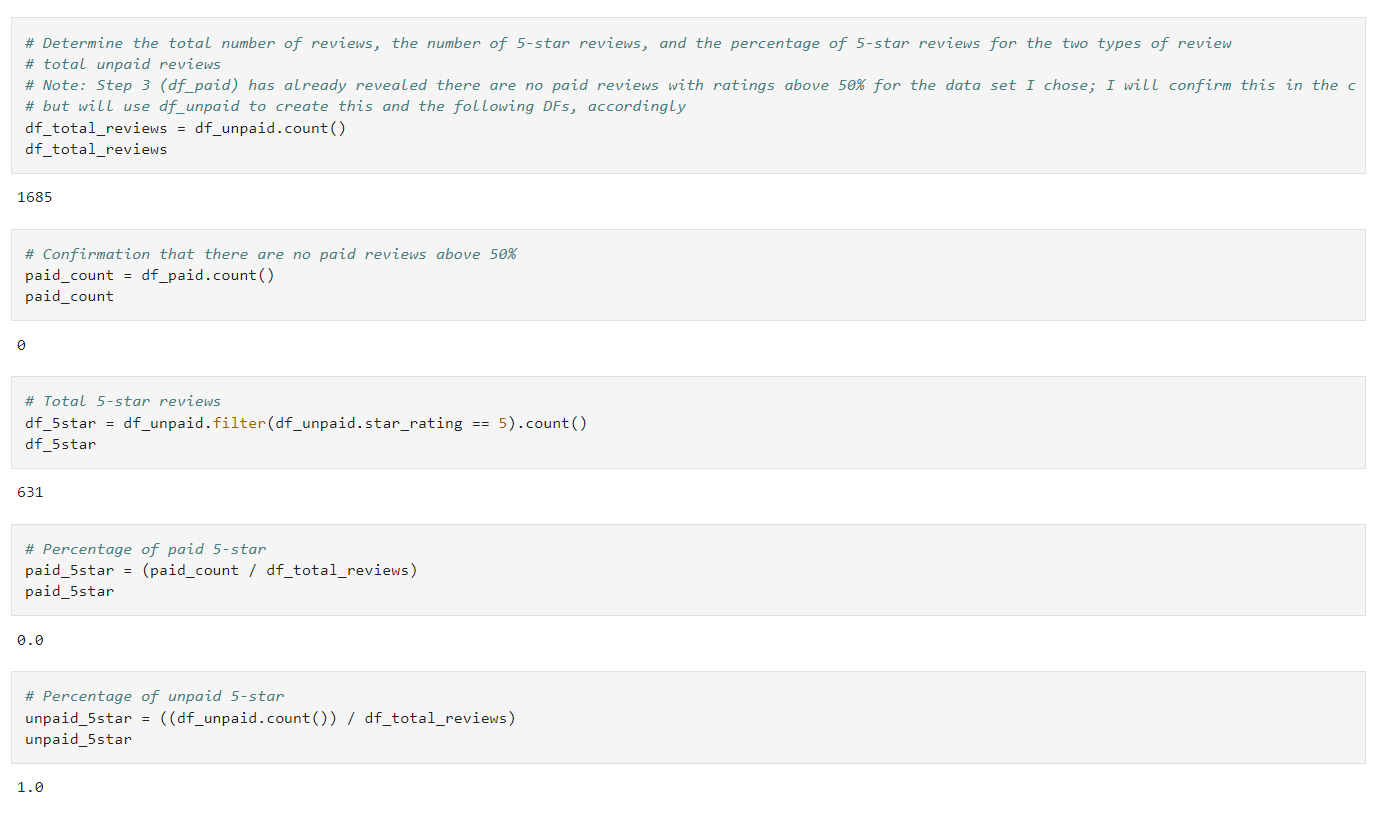 # Determine the total number of reviews, the number of 5-star reviews, and the percentage of 5-star reviews for the two types of review
# total unpaid reviews
# Note: Step 3 (df_paid) has already revealed there are no paid reviews with ratings above 50% for the data set I chose; I will confirm this in the c
# but will use df_unpaid to create this and the following DFs, accordingly
df_total_reviews = df_unpaid.count()
df_total_reviews
1685
# Confirmation that there are no paid reviews above 50%
paid_count = df_paid.count()
paid_count
0
# Total 5-star reviews
df_5star = df_unpaid.filter(df_unpaid.star_rating == 5).count()
df_5star
631
# Percentage of paid 5-star
paid_5star = (paid_count / df_total_reviews)
paid_5star
0.0
# Percentage of unpaid 5-star
unpaid_5star = ((df_unpaid.count()) / df_total_reviews)
unpaid_5star
1.0